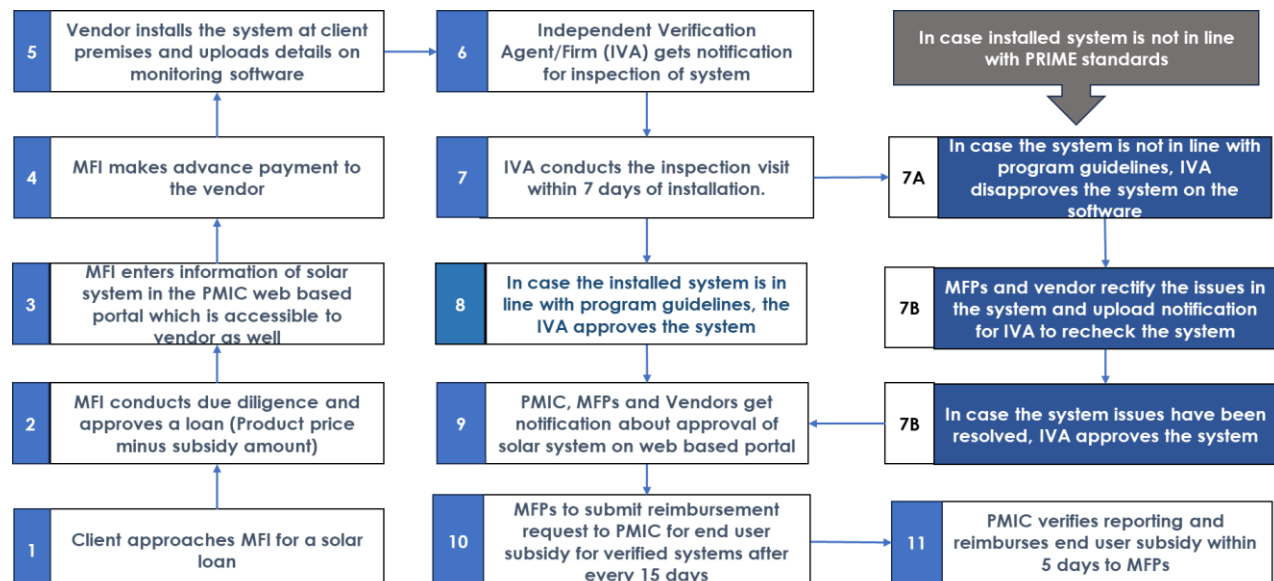 5
Vendor installs the system at client
premises and uploads details on
monitoring software
6
Independent Verification
Agent/Firm (IVA) gets notification
for inspection of system
In case installed system is not in line
with PRIME standards
4
MFI makes advance payment to
the vendor
7
IVA conducts the inspection visit
within 7 days of installation.
7A
In case the system is not in line with
program guidelines, IVA
disapproves the system on the
software
3
MFI enters information of solar
system in the PMIC web based
portal which is accessible to
vendor as well
8
In case the installed system is in
line with program guidelines, the
IVA approves the system
7B
MFPs and vendor rectify the issues in
the system and upload notification
for IVA to recheck the system
2
MFI conducts due diligence and
approves a loan (Product price
minus subsidy amount)
9
PMIC, MFPs and Vendors get
notification about approval of
solar system on web based portal
7B
In case the system issues have been
resolved, IVA approves the system
1
Client approaches MFI for a solar
loan
10
MFPs to submit reimbursement
request to PMIC for end user
subsidy for verified systems after
every 15 days
11
PMIC verifies reporting and
reimburses end user subsidy within
5 days to MFPs